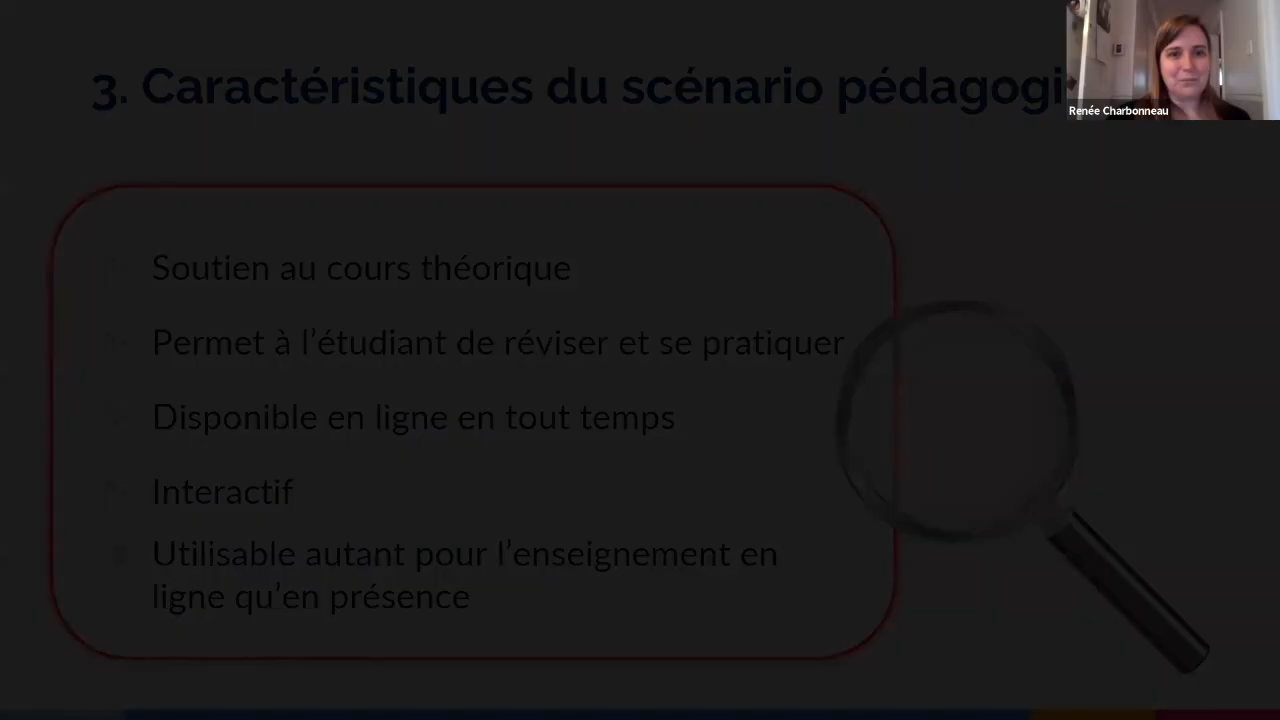 3. Caractéristiques du scénario pédagogi
Renée Charbonneau
Soutien au cours théorique
Permet à l’étudiant de réviser et se pratiquer
Disponible en ligne en tout temps
Interactif
Utilisable autant pour l’enseignement en
ligne qu’en présence